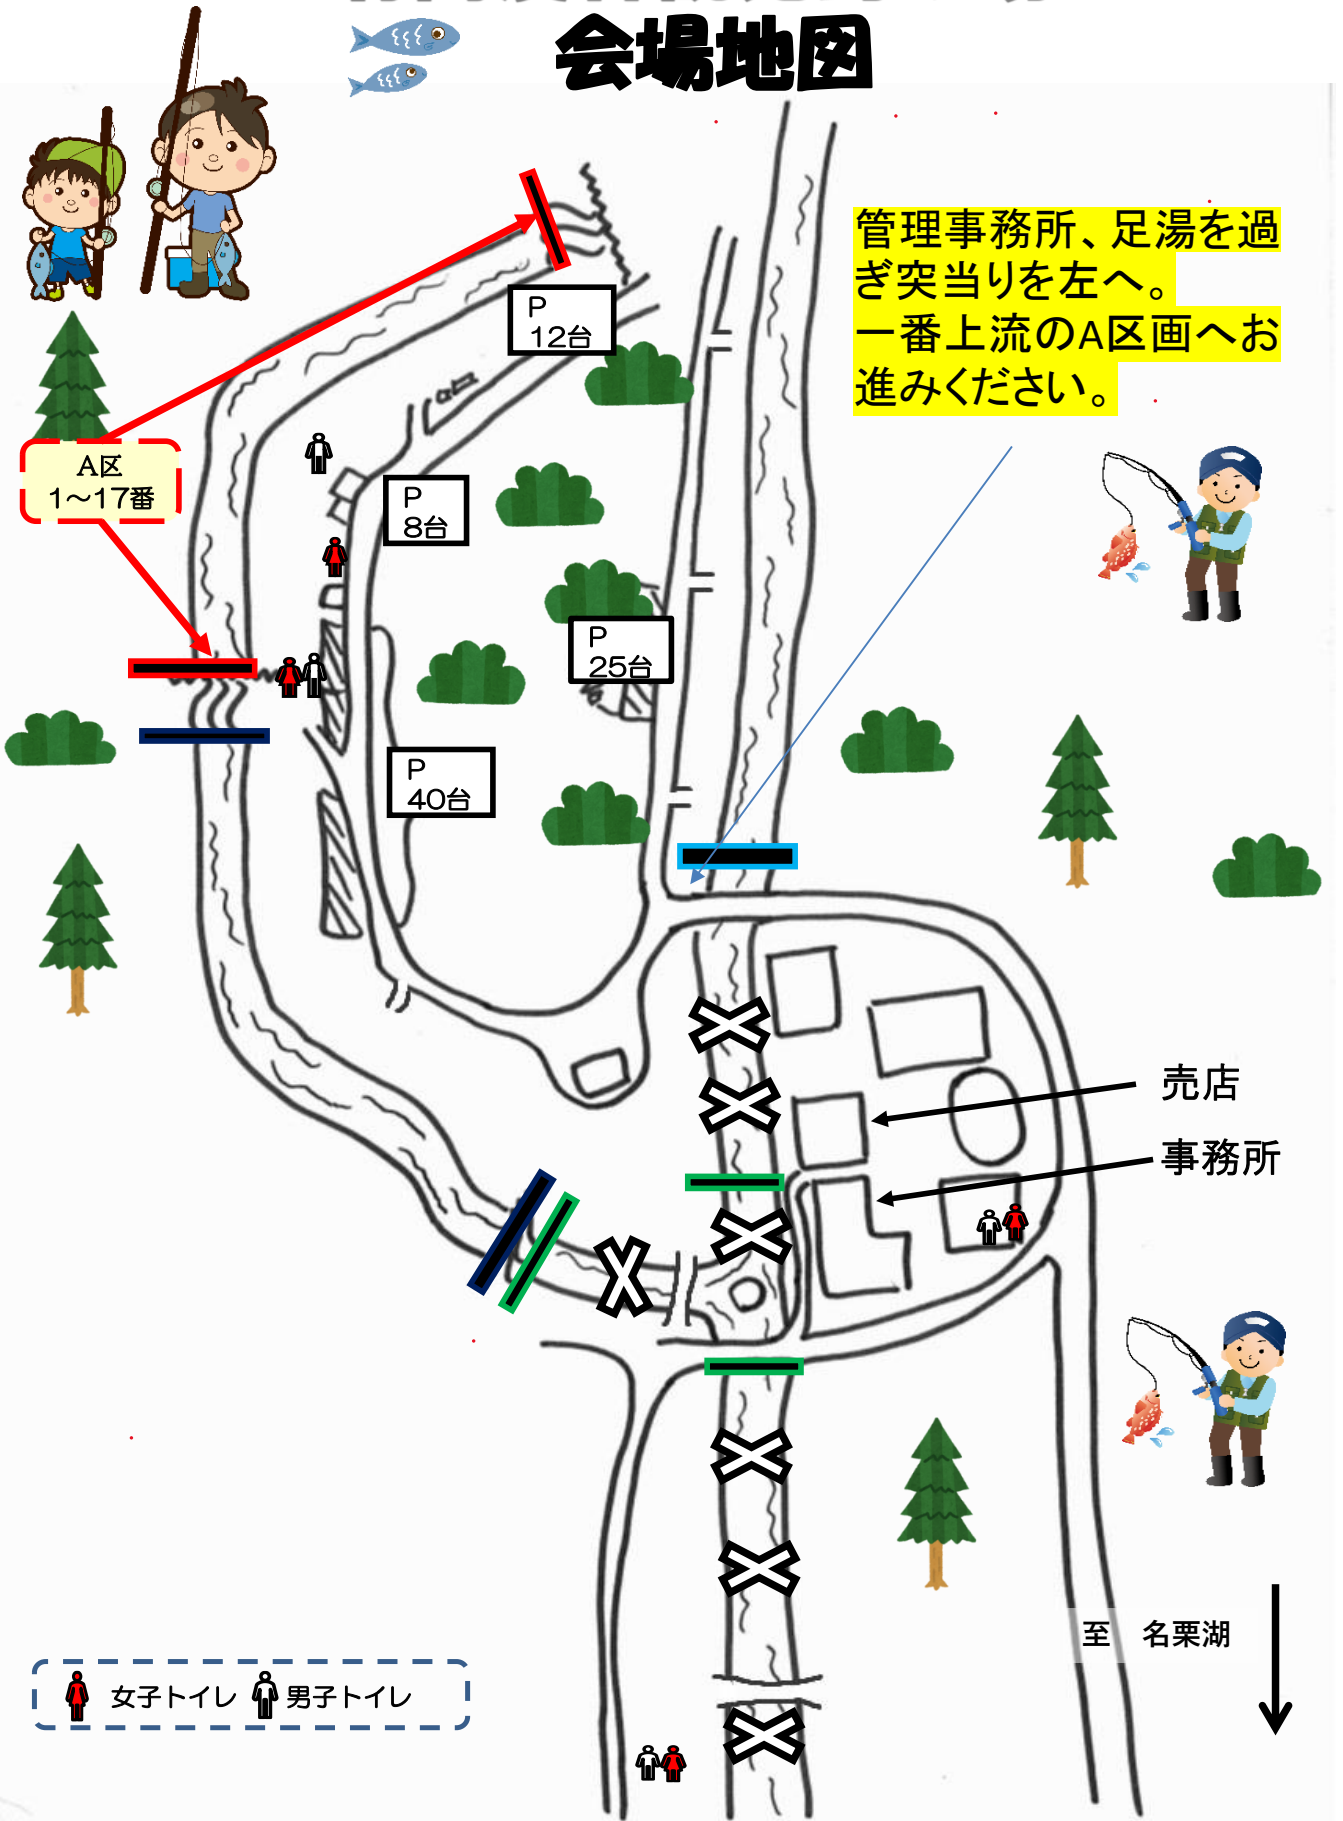 会場地図
管理事務所、足湯を過
ぎ突当りを左へ。
一番上流のA区画へお
進みください。
P
12台
A区
1～17番
P
8台
P
25台
P
40台
売店
事務所
至　名栗湖
女子トイレ 男子トイレ